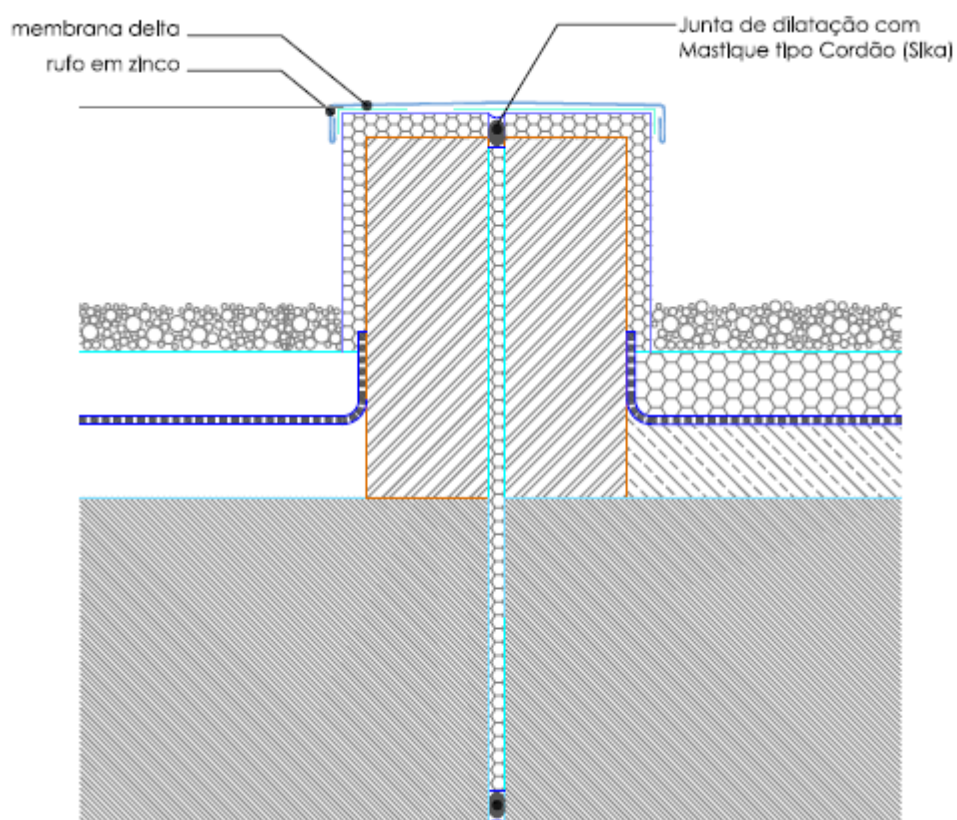 membrana delta
rufo em zinco
Junta de dilatação com
Mastique tipo Cordão (Sika)